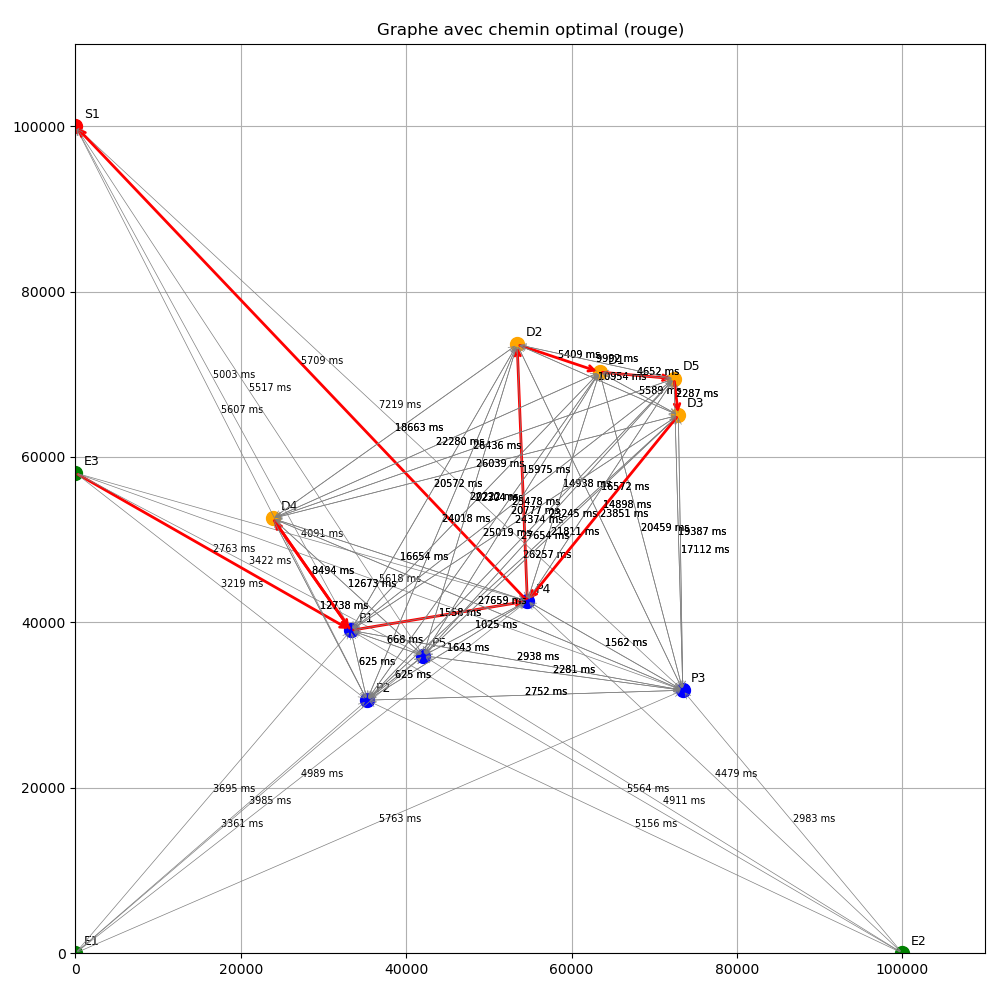 Graphe avec chemin optimal (rouge)
S1
100000
5709 ms
5003 ms
5517 ms
5607 ms
7219 ms
80000
D2
5409 ms
D1
4652 ms
D5
10954 ms
5589 ms
2287 ms
D3
18663 ms
22280 ms
26436 ms
60000
E3
26039 ms
15975 ms
20572 ms
14938 ms
16572 ms
25478 ms
14898 ms
D4
24018 ms
20777 ms
24374 ms
23851 ms
4091 ms
25019 ms
27654 ms
21811 ms
20459 ms
19387 ms
2763 ms
3422 ms
16654 ms
26257 ms
17112 ms
3219 ms
8494 ms
12673 ms
5618 ms
12738 ms
27659 ms
P4
40000
P1
1558 ms
1025 ms
668 ms
P5
1643 ms
1562 ms
625 ms
625 ms
2938 ms
2281 ms
P2
2752 ms
P3
4989 ms
4479 ms
20000
3695 ms
3985 ms
3361 ms
5763 ms
5564 ms
4911 ms
5156 ms
2983 ms
E1
E2
0
0
20000
40000
60000
80000
100000